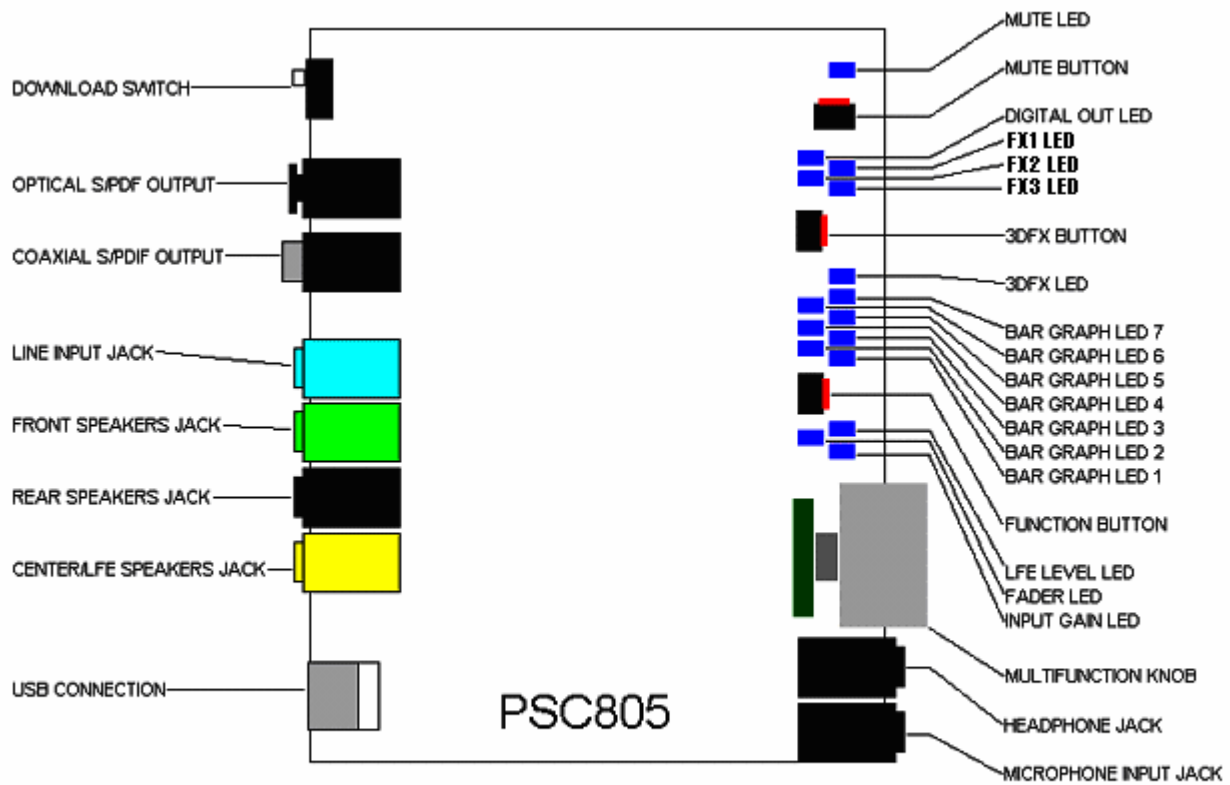 DOWNLOAD SWITCH
OPTICAL S/PDF OUTPUT
COAXIAL S/PDIF OUTPUT
LINE INPUT JACK
FRONT SPEAKERS JACK
REAR SPEAKERS JACK
CENTER/LFE SPEAKERS JACK
USB CONNECTION
PSC805
MUTE LED
MUTE BUTTON
DIGITAL OUT LED
FX1 LED
FX2 LED
FX3 LED
3DFX BUTTON
3DFX LED
BAR GRAPH LED 7
BAR GRAPH LED 6
BAR GRAPH LED 5
BAR GRAPH LED 4
BAR GRAPH LED 3
BAR GRAPH LED 2
BAR GRAPH LED 1
FUNCTION BUTTON
LFE LEVEL LED
FADER LED
INPUT GAIN LED
MULTIFUNCTION KNOB
HEADPHONE JACK
MICROPHONE INPUT JACK